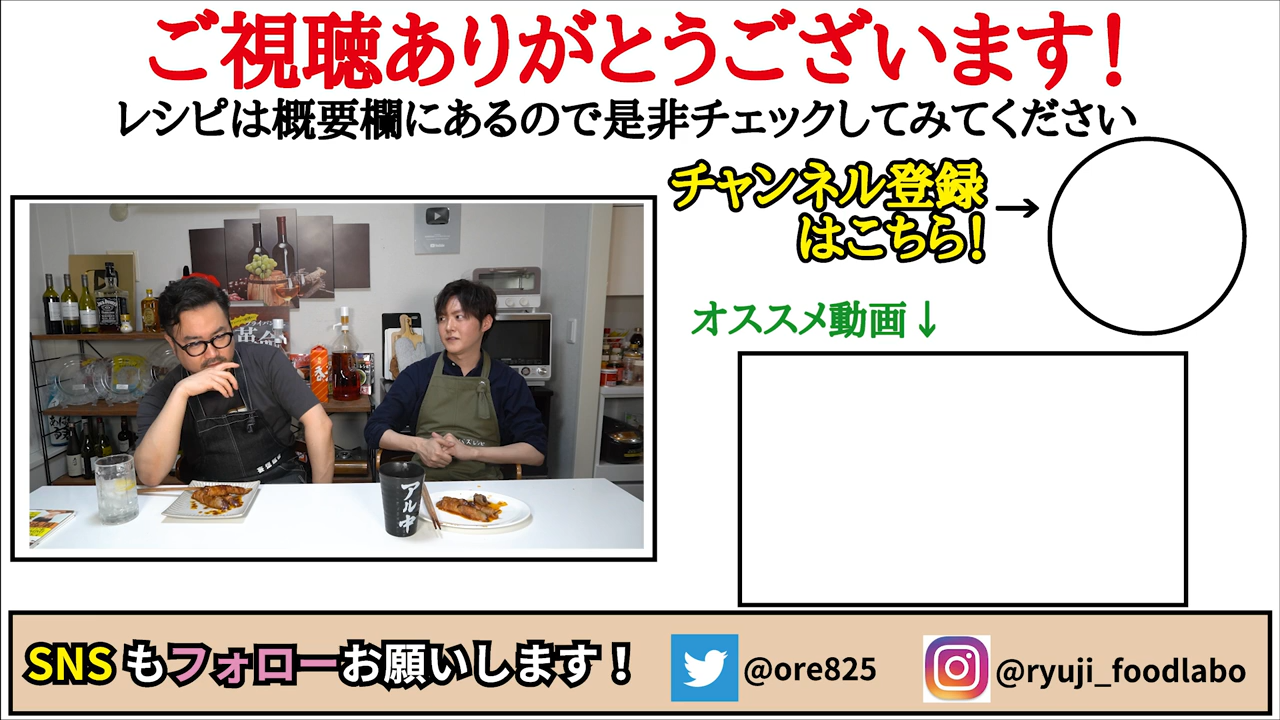 ご視聴ありがとうございます！
レシピは概要欄にあるので是非チェックしてみてください
チャンネル登録
はこちら！
→
オススメ動画↓
アル中
SNSもフォローお願いします！
@ore825
@ryuji_foodlabo